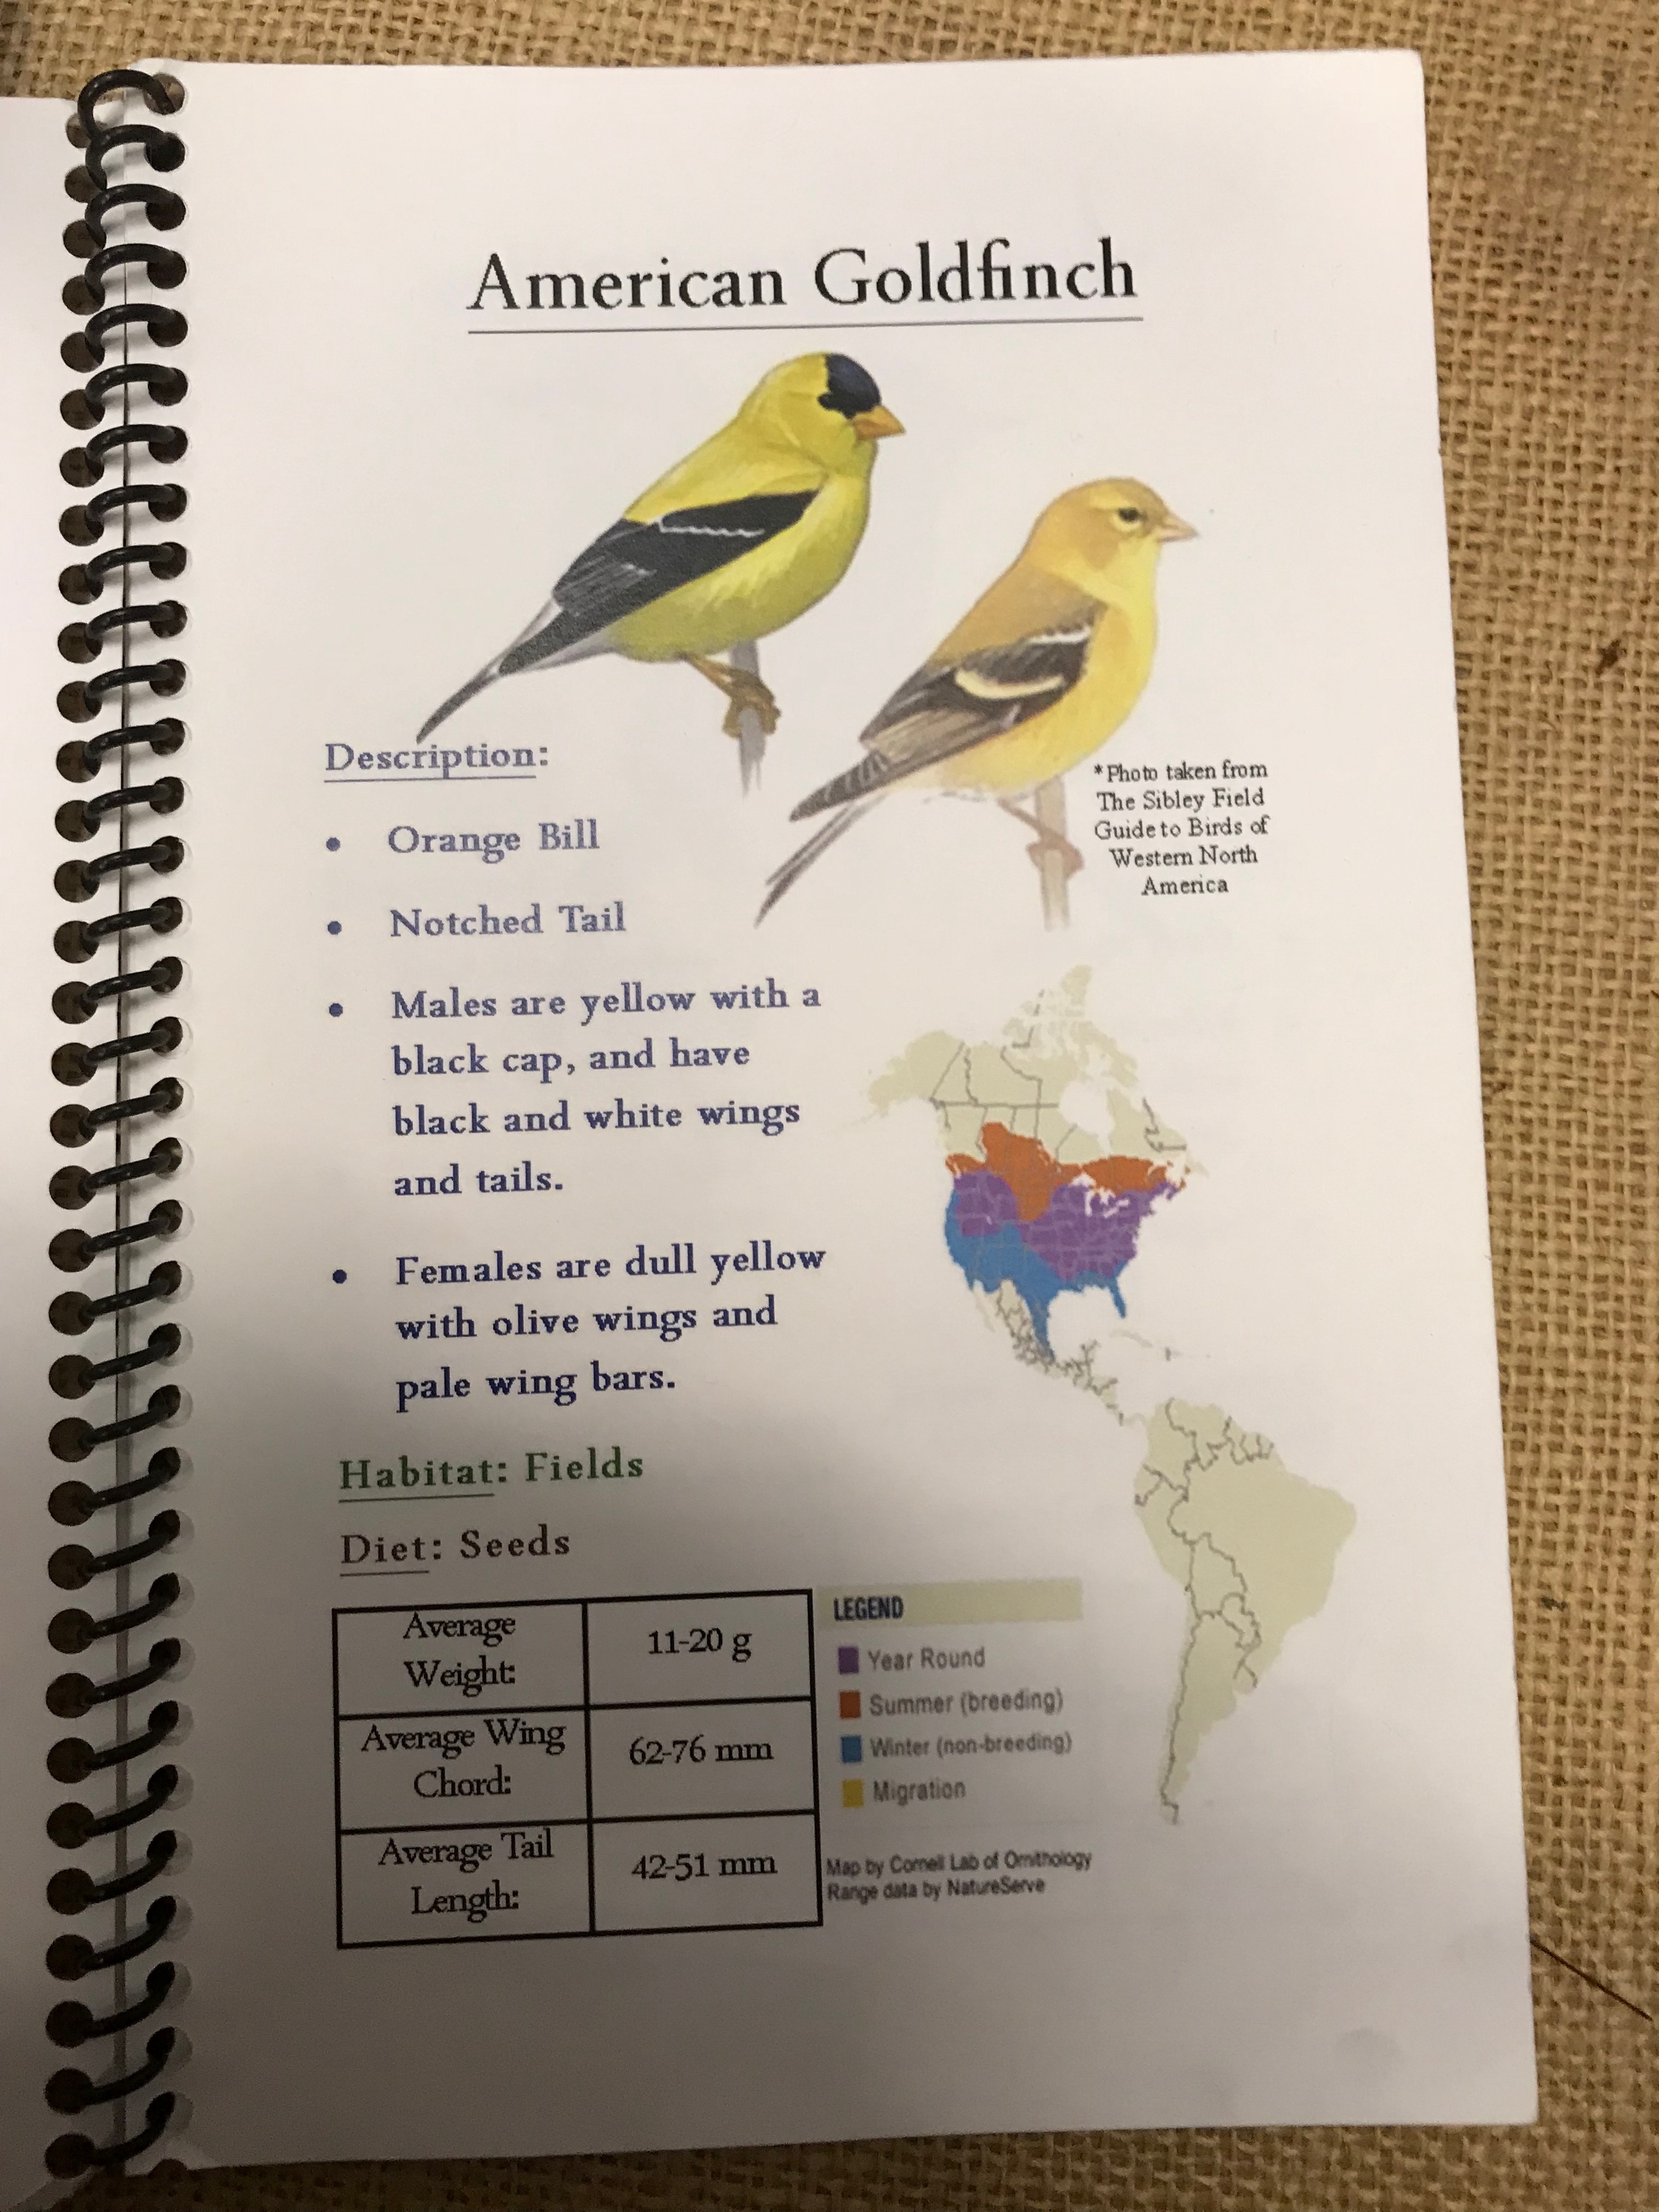 American Goldfinch
Description:
• Orange Bill
• Notched Tail
• Males are yellow with a
black cap, and have
black and white wings
and tails.
• Females are dull yellow
with olive wings and
pale wing bars.
*Photo taken from
The Sibley Field
Guide to Birds of
Western North
America
Habitat: Fields
Diet: Seeds
Average
Weight:
11-20 g
Average Wing
Chord:
62-76 mm
Average Tail
Length:
42-51 mm
LEGEND
Year Round
Summer (breeding)
Winter (non-breeding)
Migration
Map by Cornell Lab of Ornithology
Range data by NatureServe